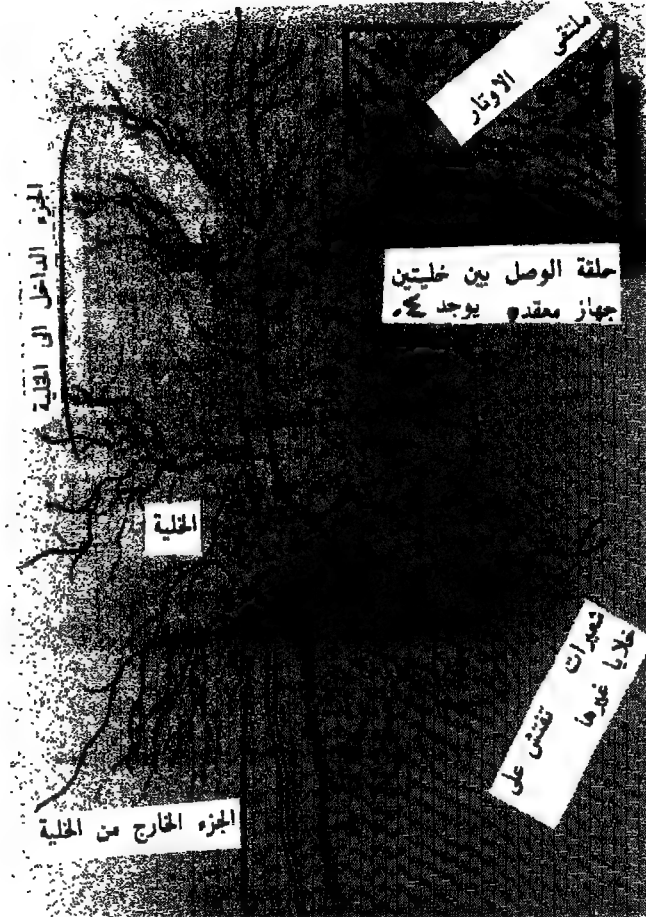 ملتقى الاوتار
حلقة الوصل بين خليتين
جهاز معقد يوجد
الجزء الداخل الى الخلية
الخلية
شعيرات تفتش على
خلايا غيرها
الجزء الخارج من الخلية